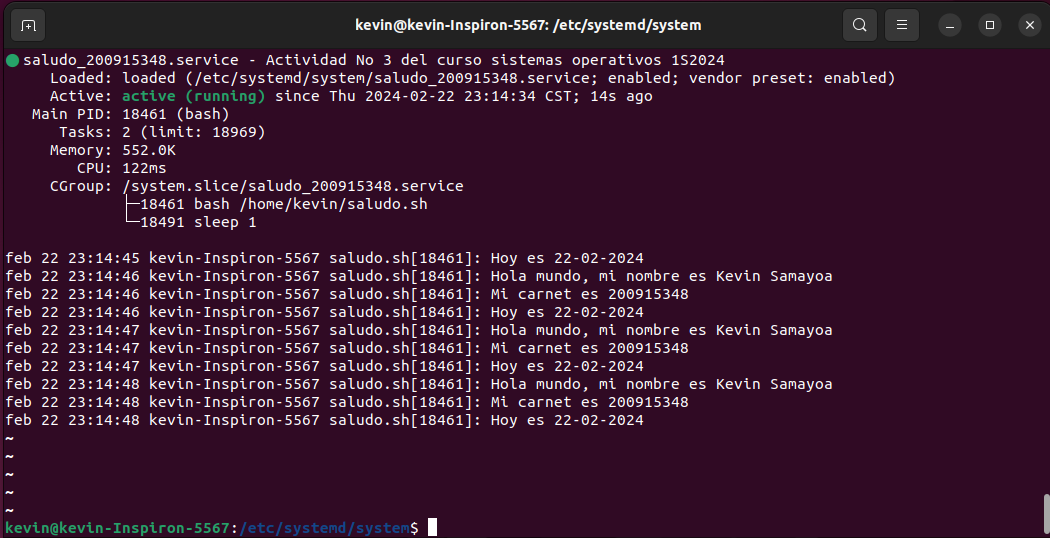 kevin@kevin-Inspiron-5567: /etc/systemd/system
saludo_200915348.service - Actividad No 3 del curso sistemas operativos 1S2024
Loaded: loaded (/etc/systemd/system/saludo_200915348.service; enabled; vendor preset: enabled)
Active: active (running) since Thu 2024-02-22 23:14:34 CST; 14s ago
Main PID: 18461 (bash)
Tasks: 2 (limit: 18969)
Memory: 552.0K
CPU: 122ms
CGroup: /system.slice/saludo_200915348.service
├─18461 bash /home/kevin/saludo.sh
└─18491 sleep 1
feb 22 23:14:45 kevin-Inspiron-5567 saludo.sh[18461]: Hoy es 22-02-2024
feb 22 23:14:46 kevin-Inspiron-5567 saludo.sh[18461]: Hola mundo, mi nombre es Kevin Samayoa
feb 22 23:14:46 kevin-Inspiron-5567 saludo.sh[18461]: Mi carnet es 200915348
feb 22 23:14:46 kevin-Inspiron-5567 saludo.sh[18461]: Hoy es 22-02-2024
feb 22 23:14:47 kevin-Inspiron-5567 saludo.sh[18461]: Hola mundo, mi nombre es Kevin Samayoa
feb 22 23:14:47 kevin-Inspiron-5567 saludo.sh[18461]: Mi carnet es 200915348
feb 22 23:14:47 kevin-Inspiron-5567 saludo.sh[18461]: Hoy es 22-02-2024
feb 22 23:14:48 kevin-Inspiron-5567 saludo.sh[18461]: Hola mundo, mi nombre es Kevin Samayoa
feb 22 23:14:48 kevin-Inspiron-5567 saludo.sh[18461]: Mi carnet es 200915348
feb 22 23:14:48 kevin-Inspiron-5567 saludo.sh[18461]: Hoy es 22-02-2024
~
~
~
~
~
kevin@kevin-Inspiron-5567:/etc/systemd/system$